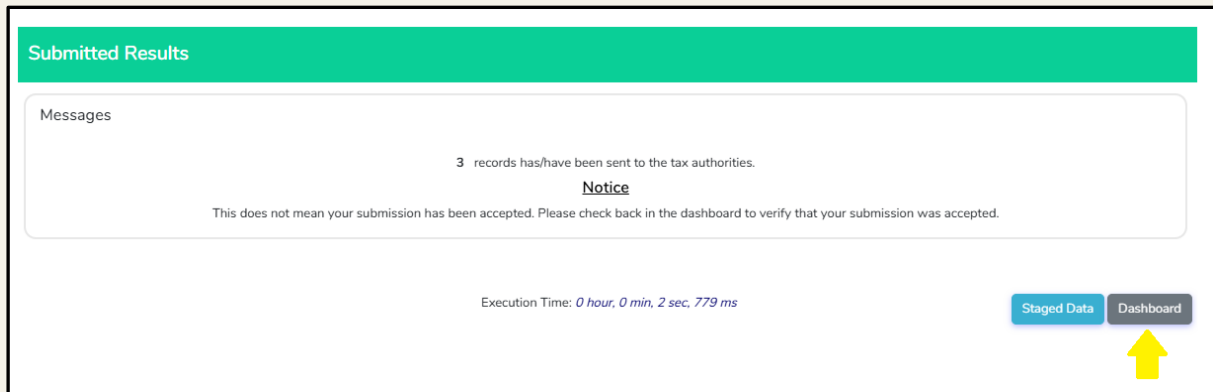 Submitted Results
Messages
3 records has/have been sent to the tax authorities.
Notice
This does not mean your submission has been accepted. Please check back in the dashboard to verify that your submission was accepted.
Execution Time: 0 hour, 0 min, 2 sec, 779 ms
Staged Data Dashboard